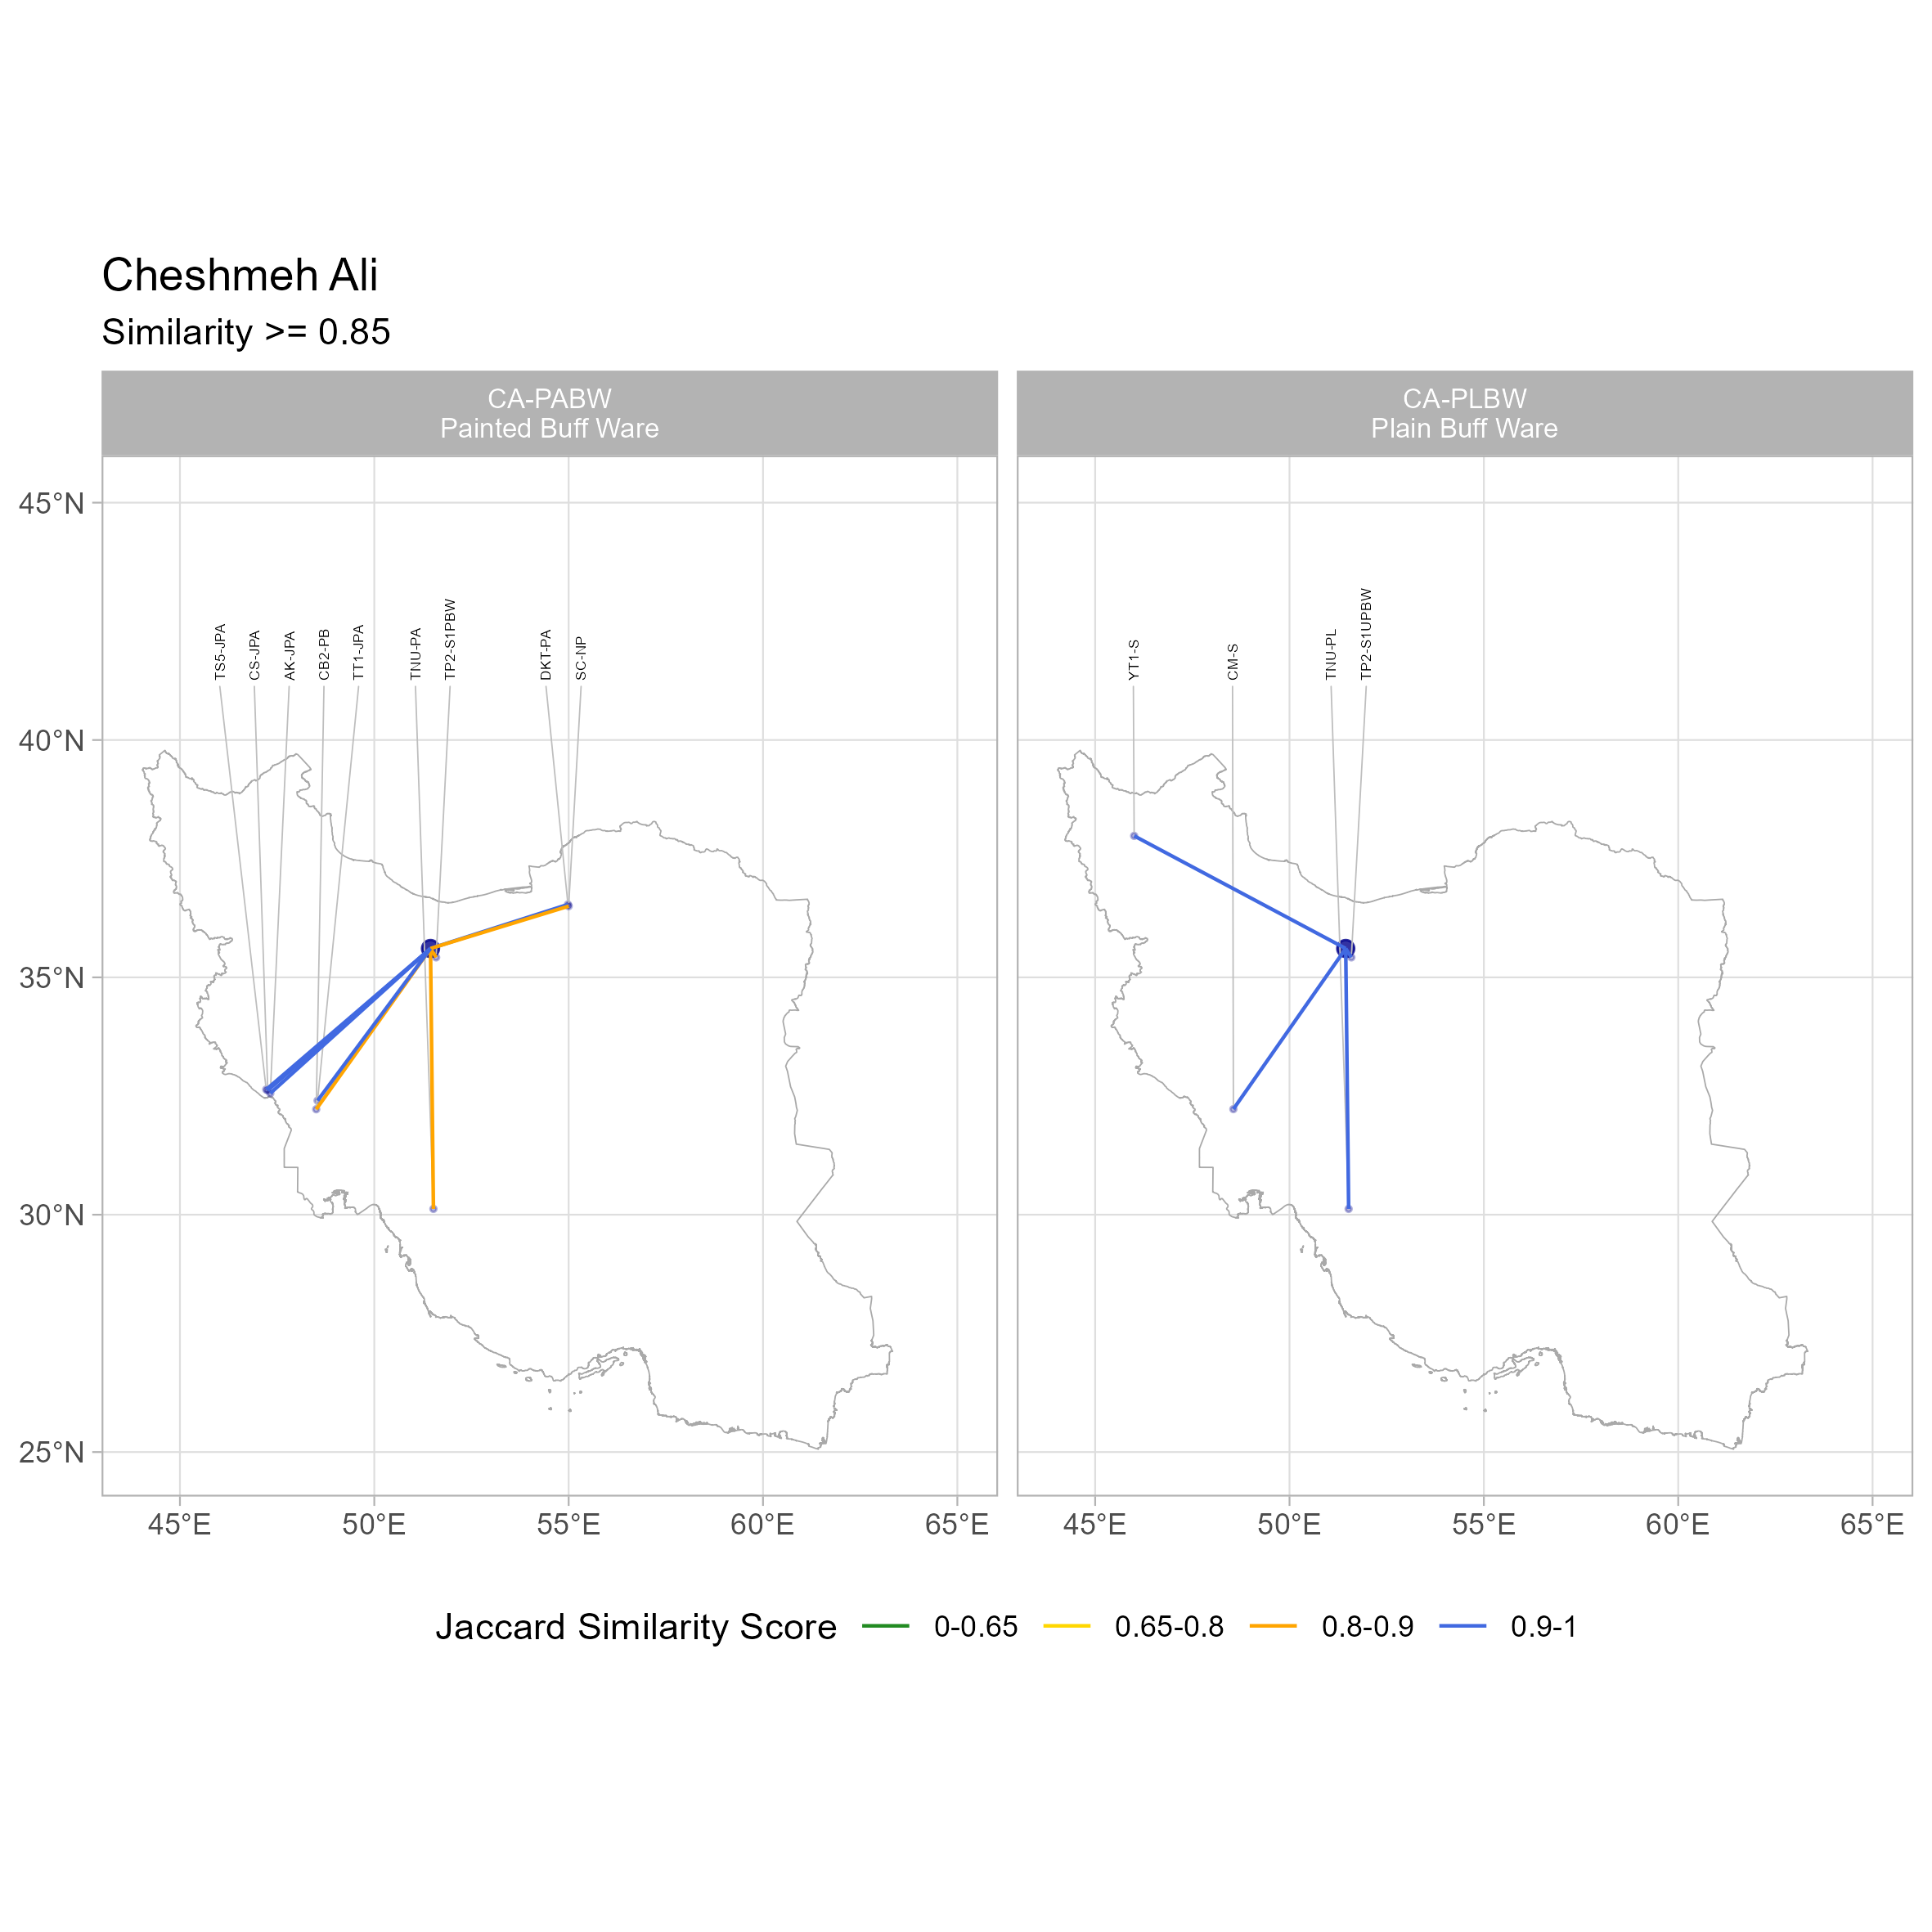 Cheshmeh Ali
Similarity >= 0.85
CA-PABW
Painted Buff Ware
CA-PLBW
Plain Buff Ware
45°N
40°N
35°N
30°N
25°N
TS5-JPA
CS-JPA
AK-JPA
CB2-PB
TT1-JPA
TNU-PA
TP2-S1PBW
DKT-PA
SC-NP
YT1-S
CM-S
TNU-PL
TP2-S1UPBW
45°E
50°E
55°E
60°E
65°E
45°E
50°E
55°E
60°E
65°E
Jaccard Similarity Score 0-0.65 0.65-0.8 0.8-0.9 0.9-1